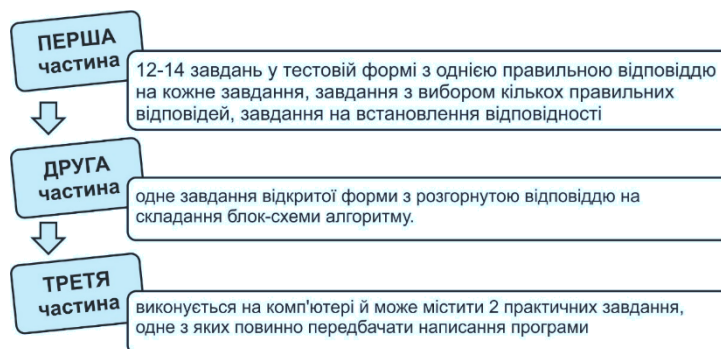 ПЕРША
частина
12-14 завдань у тестовій формі з однією правильною відповіддю
на кожне завдання, завдання з вибором кількох правильних
відповідей, завдання на встановлення відповідності
ДРУГА
частина
одне завдання відкритої форми з розгорнутою відповіддю на
складання блок-схеми алгоритму.
ТРЕТЯ
частина
виконується на комп'ютері й може містити 2 практичних завдання,
одне з яких повинно передбачати написання програми